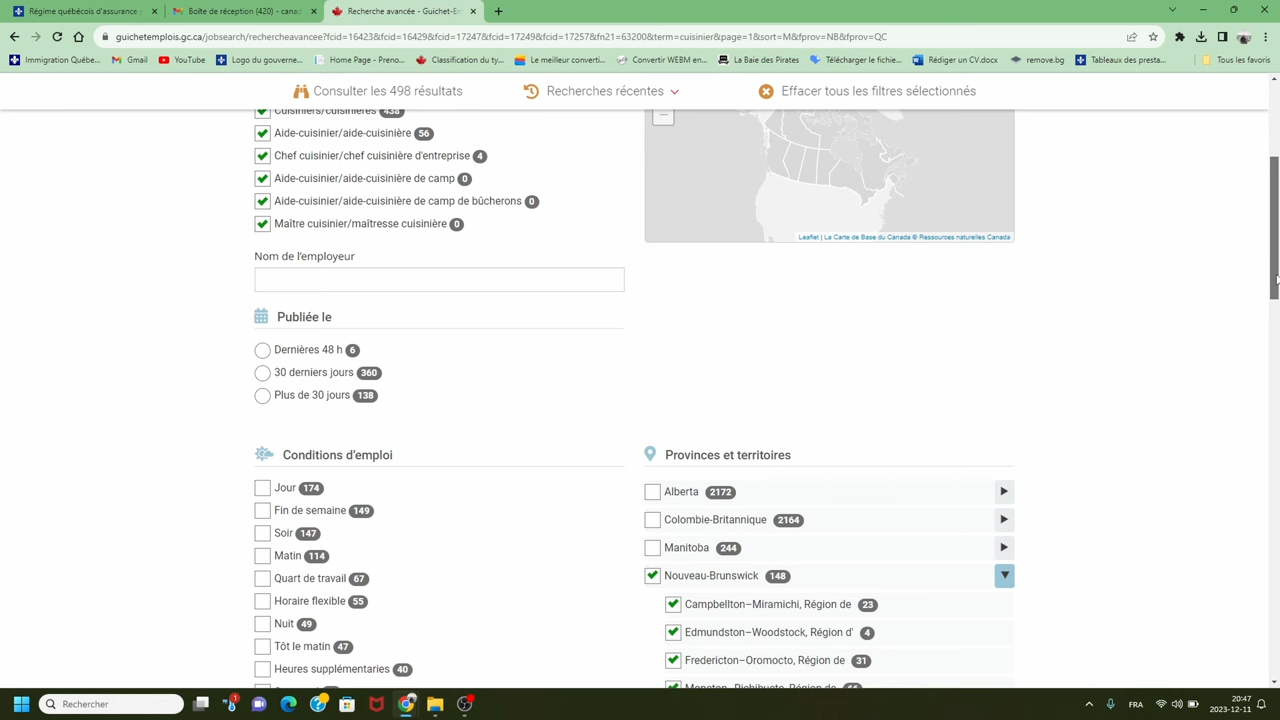 Régime québécois d'assurance
Boîte de réception (420) - canad
Recherche avancée - Guichet-Em
guichetemplois.gc.ca/jobsearch/rechercheavancee?fcid=16423&fcid=16429&fcid=17247&fcid=17249&fcid=17257&fn21=63200&term=cuisinier&page=1&sort=M&fprov=NB&fprov=QC
Immigration Québe...
Gmail
YouTube
Logo du gouverne...
Home Page - Preno...
Classification du ty...
Le meilleur converti...
Convertir WEBM en...
La Baie des Pirates
Télécharger le fichie...
Rédiger un CV.docx
remove.bg
Tableaux des presta...
Tous les favoris
Consulter les 498 résultats
Recherches récentes
Effacer tous les filtres sélectionnés
Cuisiniers/cuisinières 438
Aide-cuisinier/aide-cuisinière 56
Chef cuisinier/chef cuisinière d'entreprise 4
Aide-cuisinier/aide-cuisinière de camp 0
Aide-cuisinier/aide-cuisinière de camp de bûcherons 0
Maître cuisinier/maîtresse cuisinière 0
Leaflet | La Carte de Base du Canada © Ressources naturelles Canada
Nom de l'employeur
Publiée le
Dernières 48 h 6
30 derniers jours 360
Plus de 30 jours 138
Conditions d'emploi
Jour 174
Fin de semaine 149
Soir 147
Matin 114
Quart de travail 67
Horaire flexible 55
Nuit 49
Tôt le matin 47
Heures supplémentaires 40
Provinces et territoires
Alberta 2172
Colombie-Britannique 2164
Manitoba 244
Nouveau-Brunswick 148
Campbellton–Miramichi, Région de 23
Edmundston–Woodstock, Région d' 4
Fredericton–Oromocto, Région de 31
Moncton–Richibucto, Région de
Rechercher
FRA
20:47
2023-12-11